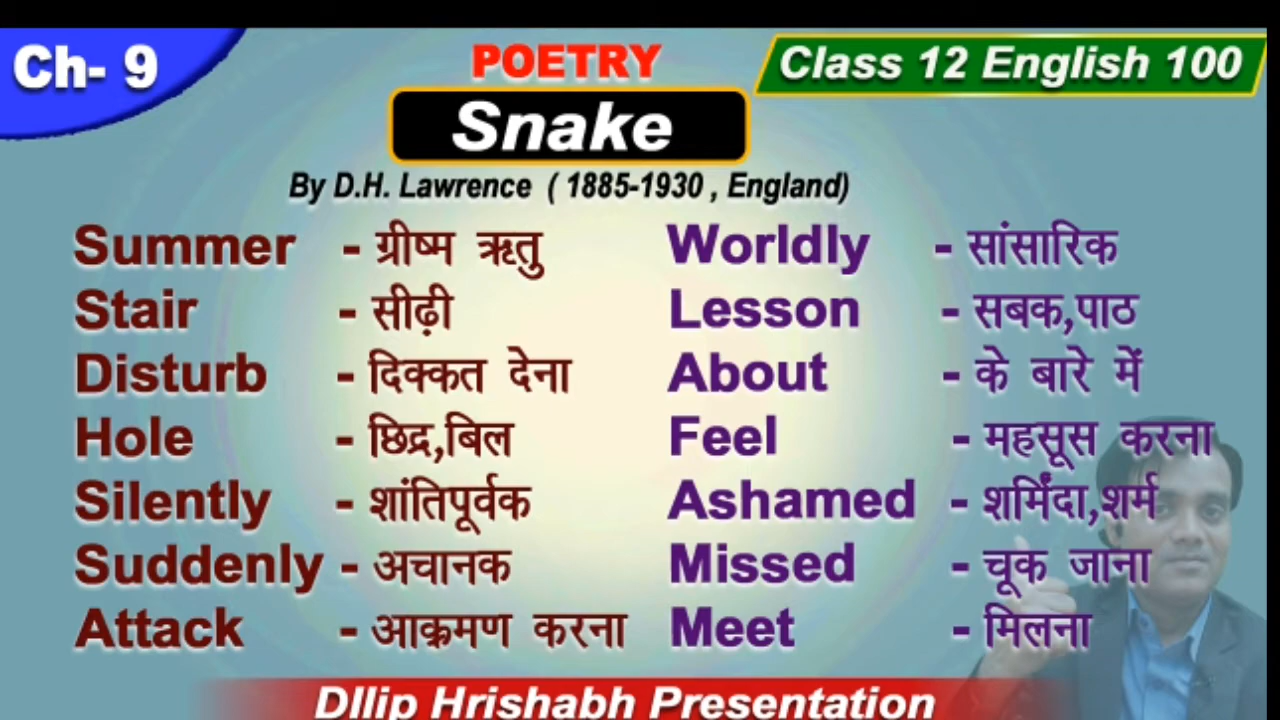 Ch- 9
POETRY
Class 12 English 100
Snake
By D.H. Lawrence ( 1885-1930 , England)
Summer - ग्रीष्म ऋतु
Stair - सीढ़ी
Disturb - दिक्कत देना
Hole - छिद्र,बिल
Silently - शांतिपूर्वक
Suddenly - अचानक
Attack - आक्रमण करना
Worldly - सांसारिक
Lesson - सबक,पाठ
About - के बारे में
Feel - महसूस करना
Ashamed - शर्मिंदा,शर्म
Missed - चूक जाना
Meet - मिलना
DIlip Hrishabh Presentation